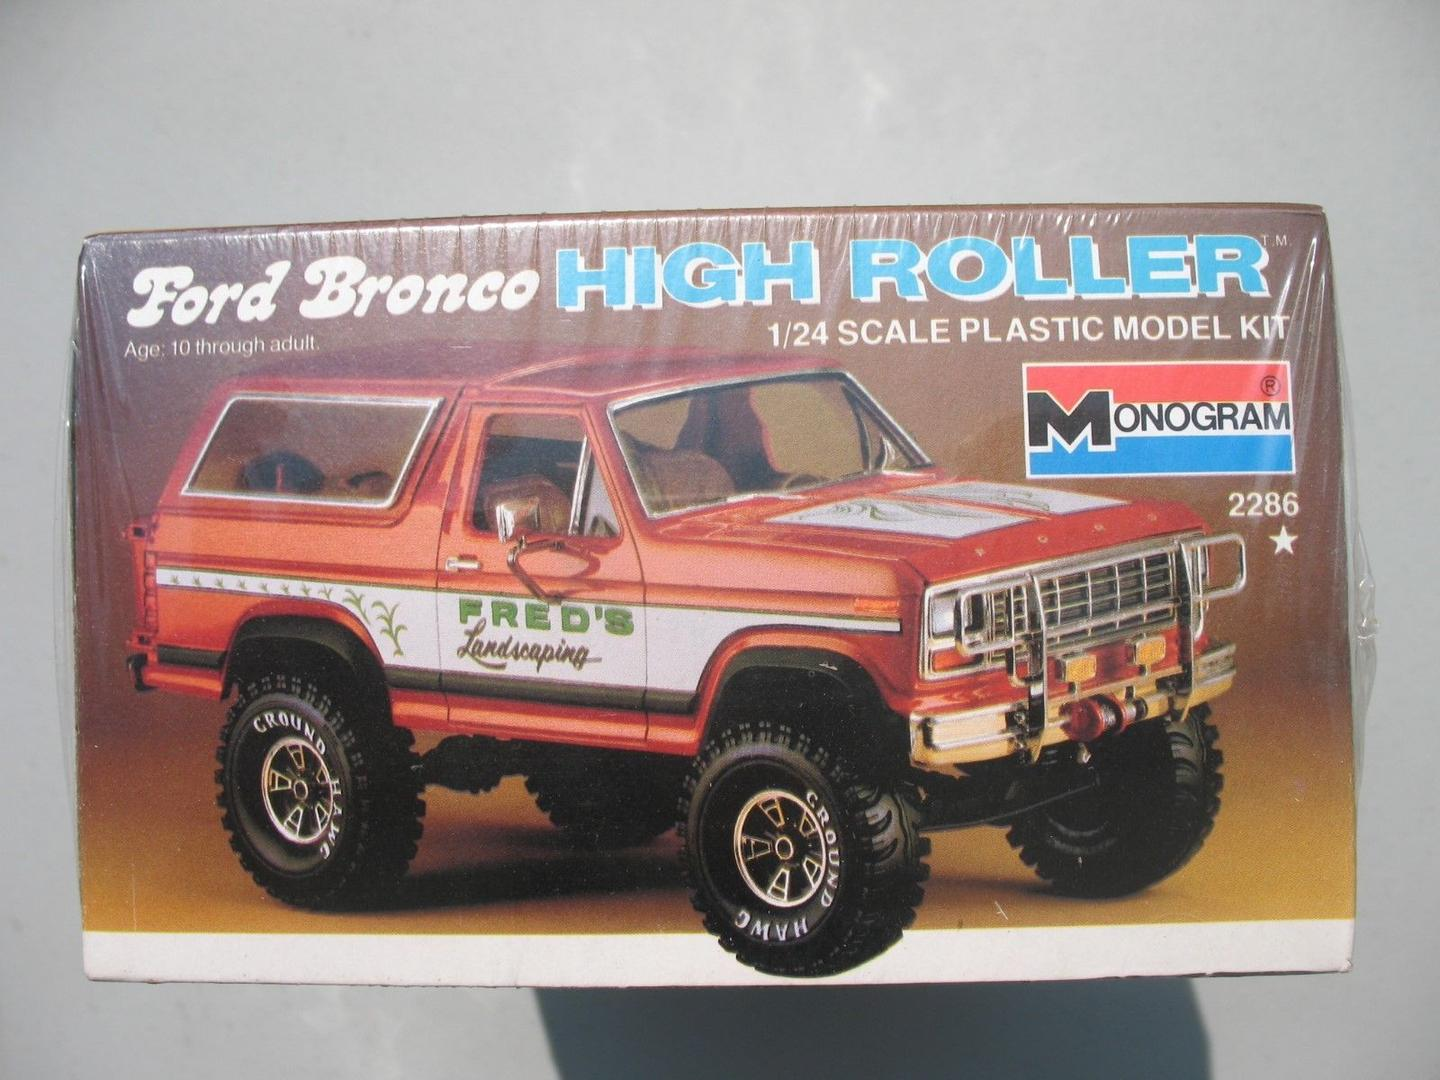 Ford Bronco HIGH ROLLER T.M.
Age: 10 through adult.
1/24 SCALE PLASTIC MODEL KIT
MONOGRAM ®
2286
FRED'S
Landscaping
GROUND HAWG
GROUND HAWG